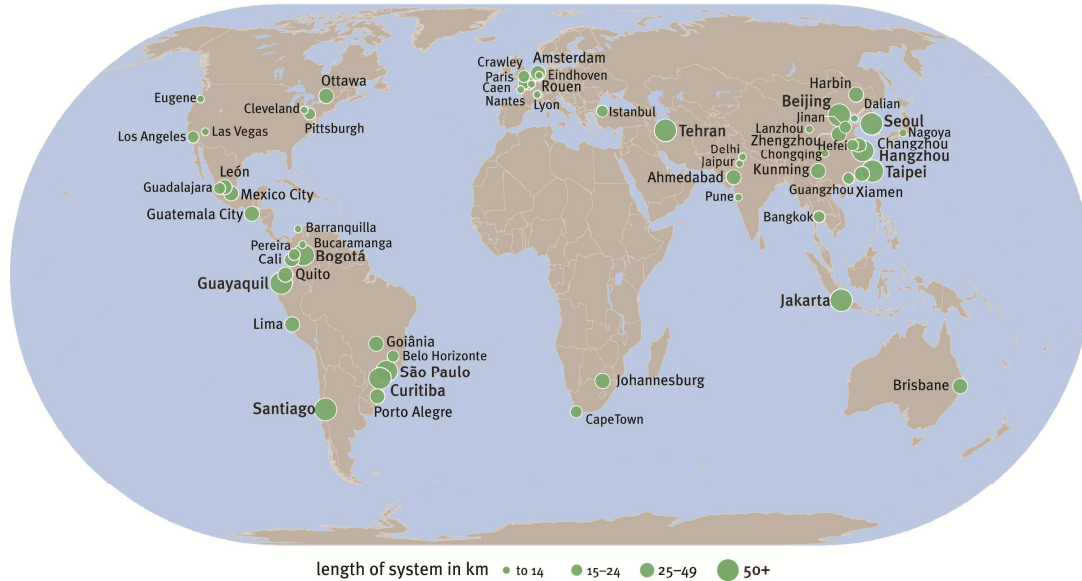 Crawley
Amsterdam
Paris
Eindhoven
Caen
Rouen
Nantes
Lyon
Istanbul
Ottawa
Eugene
Cleveland
Pittsburgh
Los Angeles
Las Vegas
León
Guadalajara
Mexico City
Guatemala City
Barranquilla
Pereira
Bucaramanga
Cali
Bogotá
Guayaquil
Quito
Lima
Goiânia
Belo Horizonte
São Paulo
Curitiba
Santiago
Porto Alegre
Johannesburg
CapeTown
Tehran
Delhi
Jaipur
Ahmedabad
Pune
Harbin
Beijing
Dalian
Jinan
Seoul
Lanzhou
Nagoya
Zhengzhou
Hefei
Changzhou
Chongqing
Hangzhou
Kunming
Taipei
Guangzhou
Xiamen
Bangkok
Jakarta
Brisbane
length of system in km to 14 15–24 25–49 50+